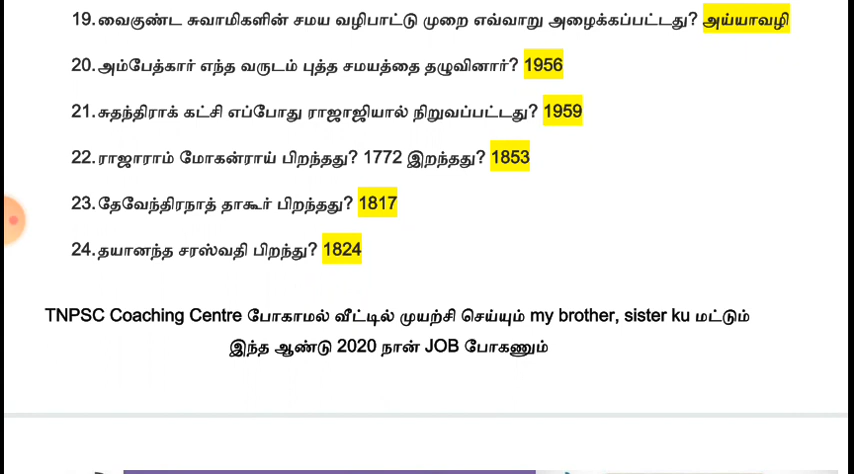 19.வைகுண்ட சுவாமிகளின் சமய வழிபாட்டு முறை எவ்வாறு அழைக்கப்பட்டது? அய்யாவழி
20.அம்பேத்கார் எந்த வருடம் புத்த சமயத்தை தழுவினார்? 1956
21.சுதந்திராக் கட்சி எப்போது ராஜாஜியால் நிறுவப்பட்டது? 1959
22.ராஜாராம் மோகன்ராய் பிறந்தது? 1772 இறந்தது? 1853
23.தேவேந்திரநாத் தாகூர் பிறந்தது? 1817
24.தயானந்த சரஸ்வதி பிறந்து? 1824
TNPSC Coaching Centre போகாமல் வீட்டில் முயற்சி செய்யும் my brother, sister ku மட்டும்
இந்த ஆண்டு 2020 நான் JOB போகணும்